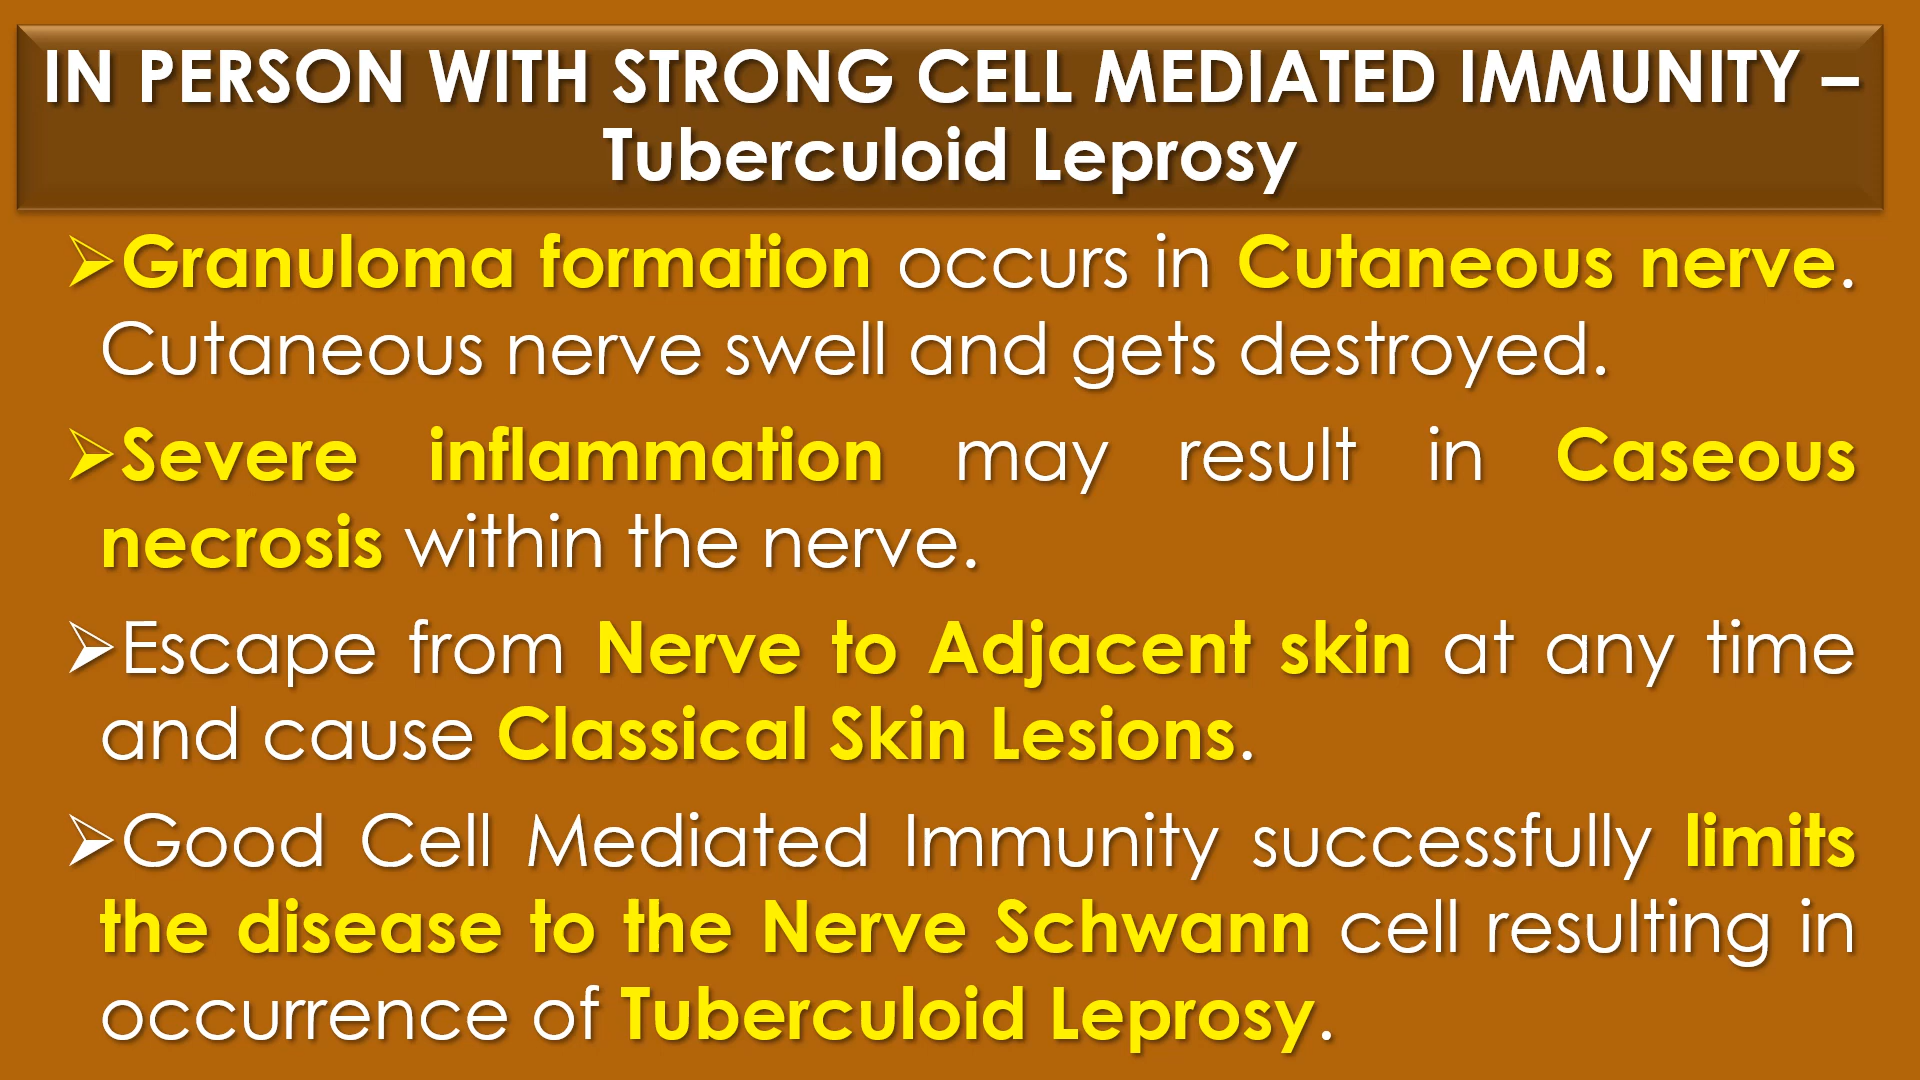 IN PERSON WITH STRONG CELL MEDIATED IMMUNITY –
Tuberculoid Leprosy
➢Granuloma formation occurs in Cutaneous nerve.
Cutaneous nerve swell and gets destroyed.
➢Severe inflammation may result in Caseous
necrosis within the nerve.
➢Escape from Nerve to Adjacent skin at any time
and cause Classical Skin Lesions.
➢Good Cell Mediated Immunity successfully limits
the disease to the Nerve Schwann cell resulting in
occurrence of Tuberculoid Leprosy.